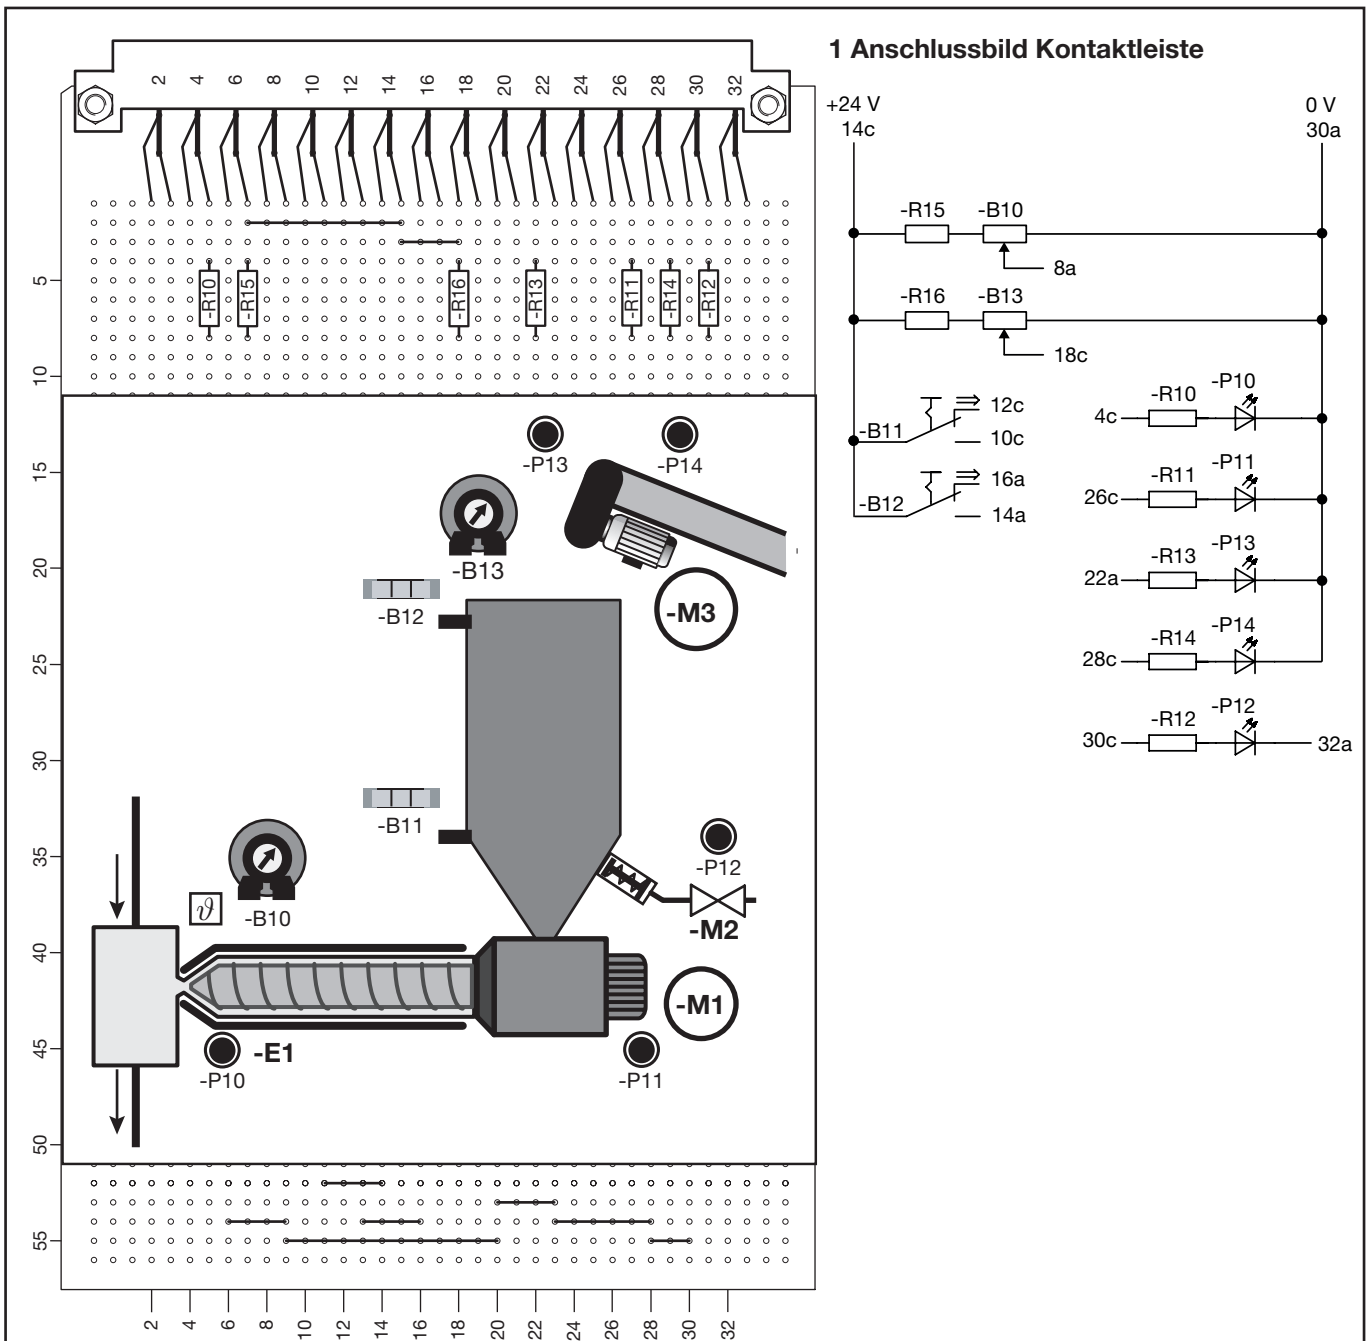 1 Anschlussbild Kontaktleiste
2 4 6 8 10 12 14 16 18 20 22 24 26 28 30 32
+24 V
14c
0 V
30a
-R15 -B10
8a
-R16 -B13
18c
-B11
12c
10c
-B12
16a
14a
4c -R10 -P10
26c -R11 -P11
22a -R13 -P13
28c -R14 -P14
30c -R12 -P12 32a
5
-R10 -R15 -R16 -R13 -R11 -R14 -R12
10
-P13 -P14
15
-B13
20
-B12
-M3
25
30
-B11
35
-P12
ϑ
-B10
-M2
40
-M1
45
-E1
-P10
-P11
50
55
2 4 6 8 10 12 14 16 18 20 22 24 26 28 30 32